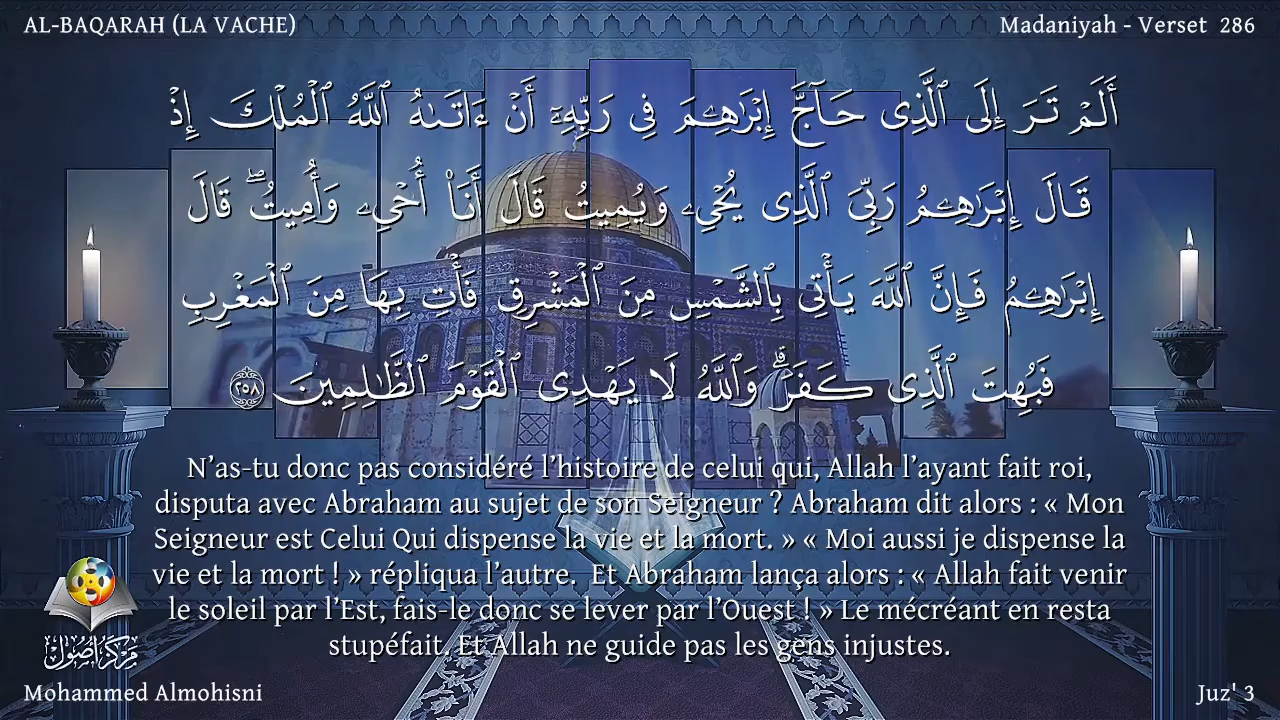 AL-BAQARAH (LA VACHE)
Madaniyah - Verset 286
أَلَمْ تَرَ إِلَى ٱلَّذِى حَآجَّ إِبْرَٰهِـۧمَ فِى رَبِّهِۦٓ أَنْ ءَاتَىٰهُ ٱللَّهُ ٱلْمُلْكَ إِذْ
قَالَ إِبْرَٰهِـۧمُ رَبِّىَ ٱلَّذِى يُحْىِۦ وَيُمِيتُ قَالَ أَنَا۠ أُحْىِۦ وَأُمِيتُ ۖ قَالَ
إِبْرَٰهِـۧمُ فَإِنَّ ٱللَّهَ يَأْتِى بِٱلشَّمْسِ مِنَ ٱلْمَشْرِقِ فَأْتِ بِهَا مِنَ ٱلْمَغْرِبِ
فَبُهِتَ ٱلَّذِى كَفَرَ ۗ وَٱللَّهُ لَا يَهْدِى ٱلْقَوْمَ ٱلظَّٰلِمِينَ ٢٥٨
N’as-tu donc pas considéré l’histoire de celui qui, Allah l’ayant fait roi,
disputa avec Abraham au sujet de son Seigneur ? Abraham dit alors : « Mon
Seigneur est Celui Qui dispense la vie et la mort. » « Moi aussi je dispense la
vie et la mort ! » répliqua l’autre. Et Abraham lança alors : « Allah fait venir
le soleil par l’Est, fais-le donc se lever par l’Ouest ! » Le mécréant en resta
stupéfait. Et Allah ne guide pas les gens injustes.
مركز أصول
Mohammed Almohisni
Juz' 3